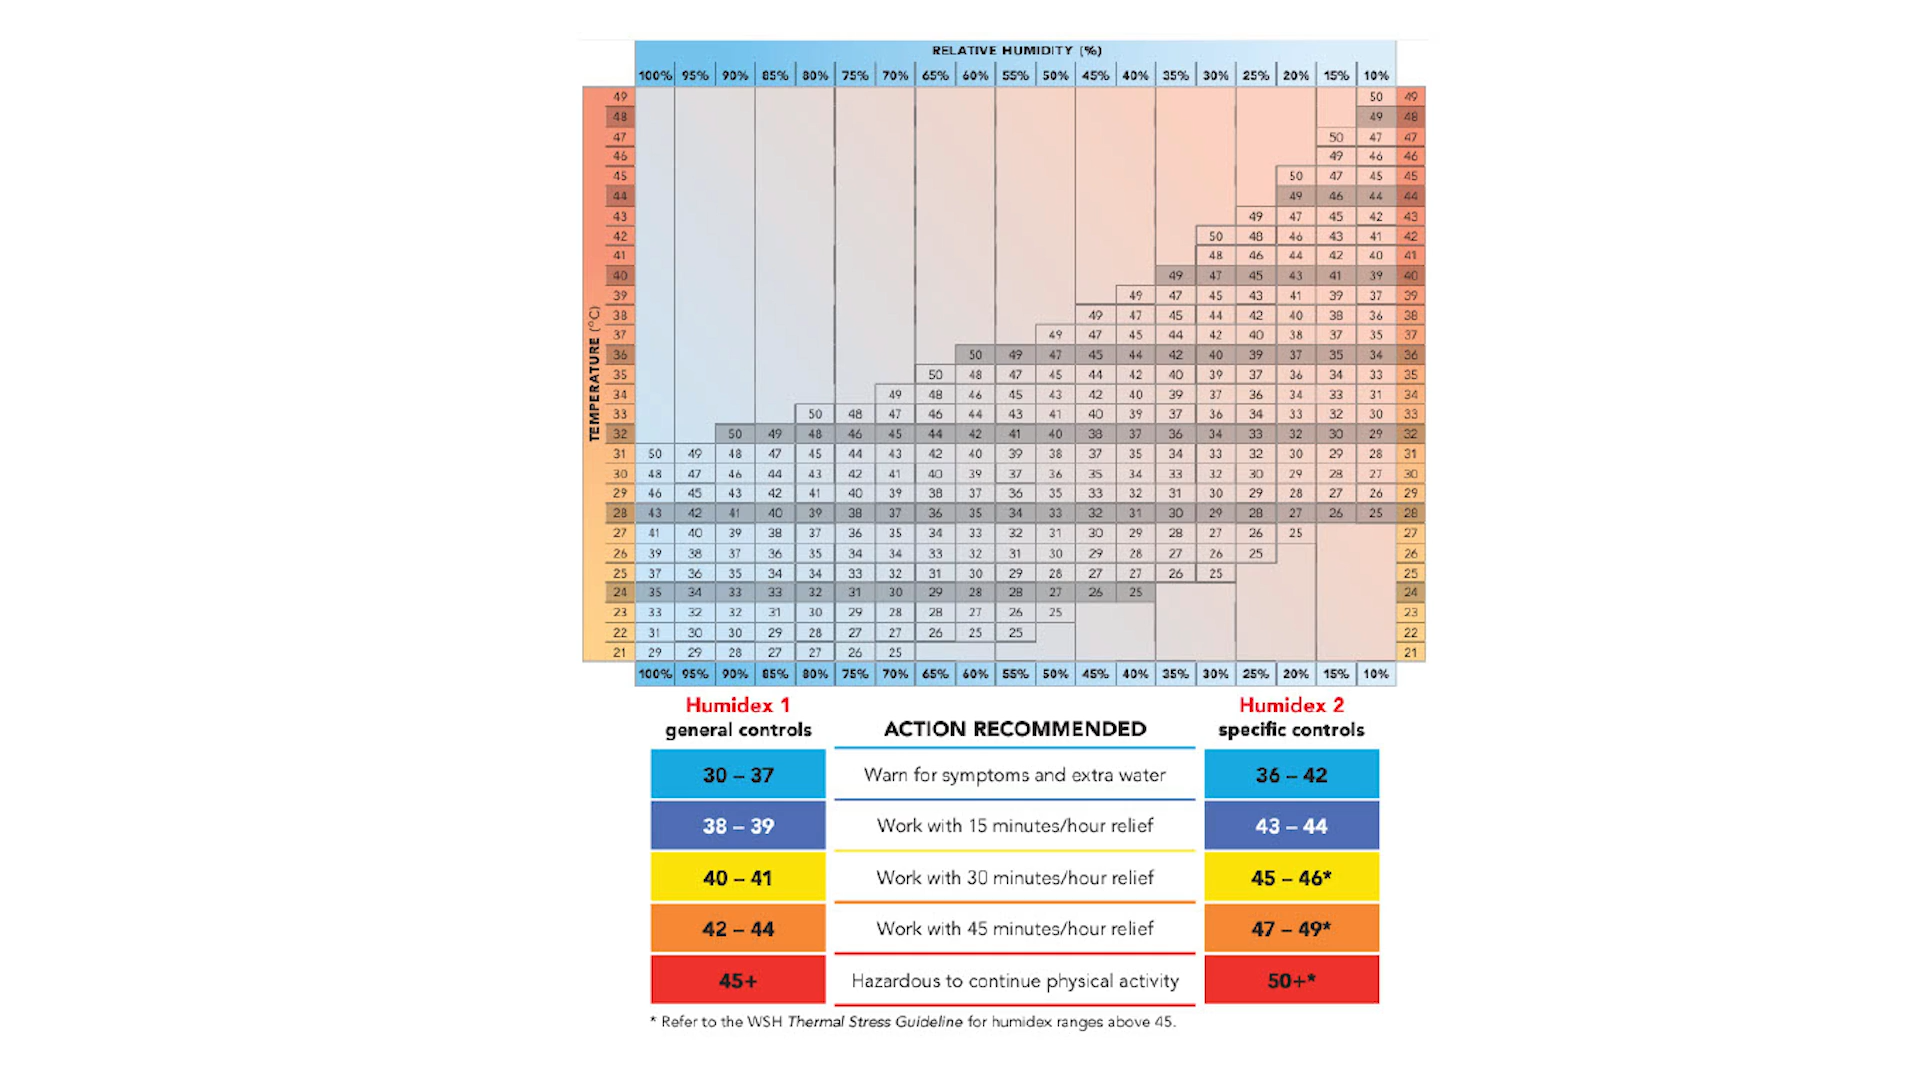 RELATIVE HUMIDITY (%)
100% 95% 90% 85% 80% 75% 70% 65% 60% 55% 50% 45% 40% 35% 30% 25% 20% 15% 10%
TEMPERATURE (°C)
49 50 49
48 49 48
47 50 47 47
46 49 46 46
45 50 47 45 45
44 49 46 44 44
43 49 47 45 42 43
42 50 48 46 43 41 42
41 48 46 44 42 40 41
40 49 47 45 43 41 39 40
39 49 47 45 43 41 39 37 39
38 49 47 45 44 42 40 38 36 38
37 49 47 45 44 42 40 38 37 35 37
36 50 49 47 45 44 42 40 39 37 35 34 36
35 50 48 47 45 44 42 40 39 37 36 34 33 35
34 49 48 46 45 43 42 40 39 37 36 34 33 31 34
33 50 48 47 46 44 43 41 40 39 37 36 34 33 32 30 33
32 50 49 48 46 45 44 42 41 40 38 37 36 34 33 32 30 29 32
31 50 49 48 47 45 44 43 42 40 39 38 37 35 34 33 32 30 29 28 31
30 48 47 46 44 43 42 41 40 39 37 36 35 34 33 32 30 29 28 27 30
29 46 45 43 42 41 40 39 38 37 36 35 33 32 31 30 29 28 27 26 29
28 43 42 41 40 39 38 37 36 35 34 33 32 31 30 29 28 27 26 25 28
27 41 40 39 38 37 36 35 34 33 32 31 30 29 28 27 26 25 27
26 39 38 37 36 35 34 34 33 32 31 30 29 28 27 26 25 26
25 37 36 35 34 34 33 32 31 30 29 28 27 27 26 25 25
24 35 34 33 33 32 31 30 29 28 28 27 26 25 24
23 33 32 32 31 30 29 28 28 27 26 25 23
22 31 30 30 29 28 27 27 26 25 25 22
21 29 29 28 27 27 26 25 21
100% 95% 90% 85% 80% 75% 70% 65% 60% 55% 50% 45% 40% 35% 30% 25% 20% 15% 10%
Humidex 1
general controls
ACTION RECOMMENDED
Humidex 2
specific controls
30 – 37 Warn for symptoms and extra water 36 – 42
38 – 39 Work with 15 minutes/hour relief 43 – 44
40 – 41 Work with 30 minutes/hour relief 45 – 46*
42 – 44 Work with 45 minutes/hour relief 47 – 49*
45+ Hazardous to continue physical activity 50+*
* Refer to the WSH Thermal Stress Guideline for humidex ranges above 45.